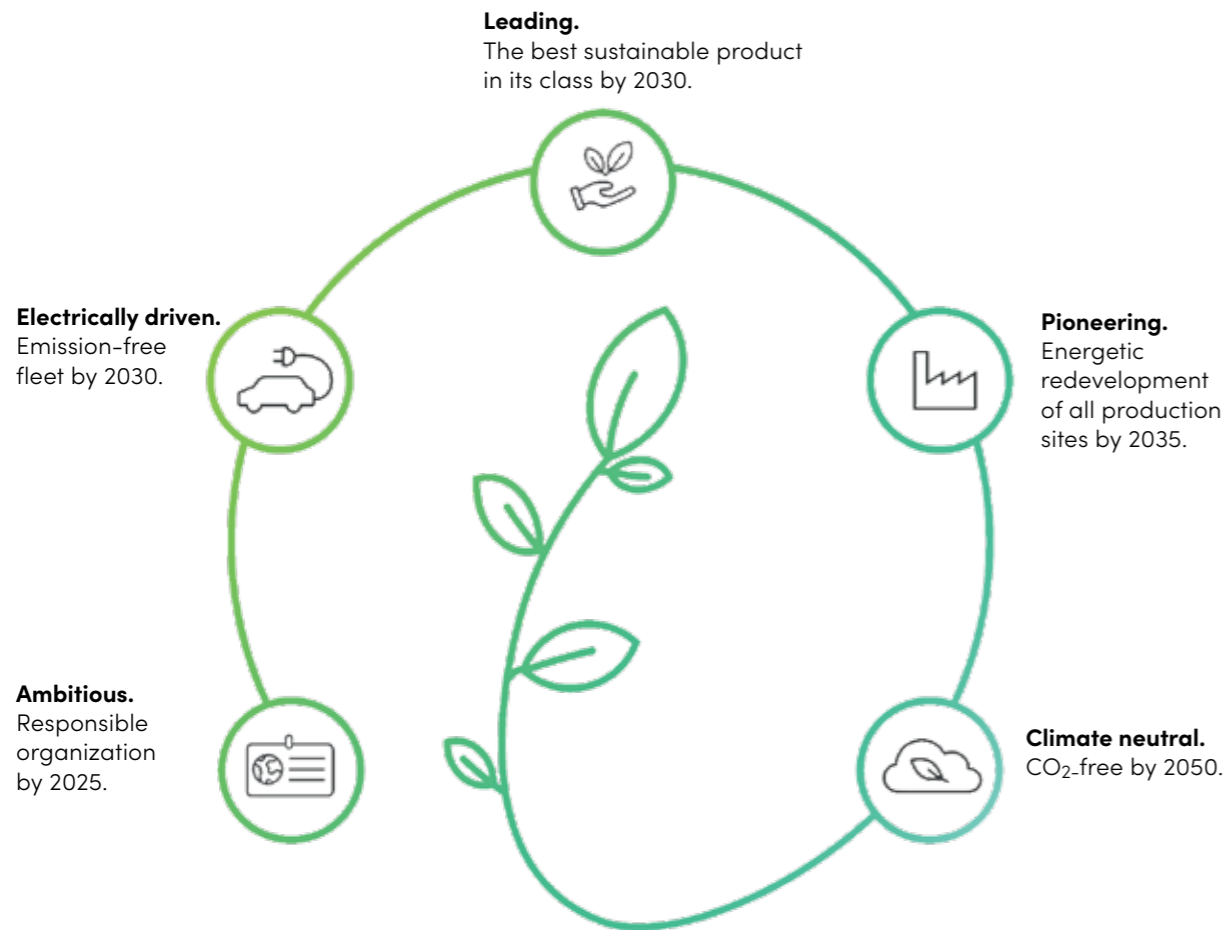 Leading.
The best sustainable product
in its class by 2030.
Electrically driven.
Emission-free
fleet by 2030.
Pioneering.
Energetic
redevelopment
of all production
sites by 2035.
Ambitious.
Responsible
organization
by 2025.
Climate neutral.
CO₂-free by 2050.